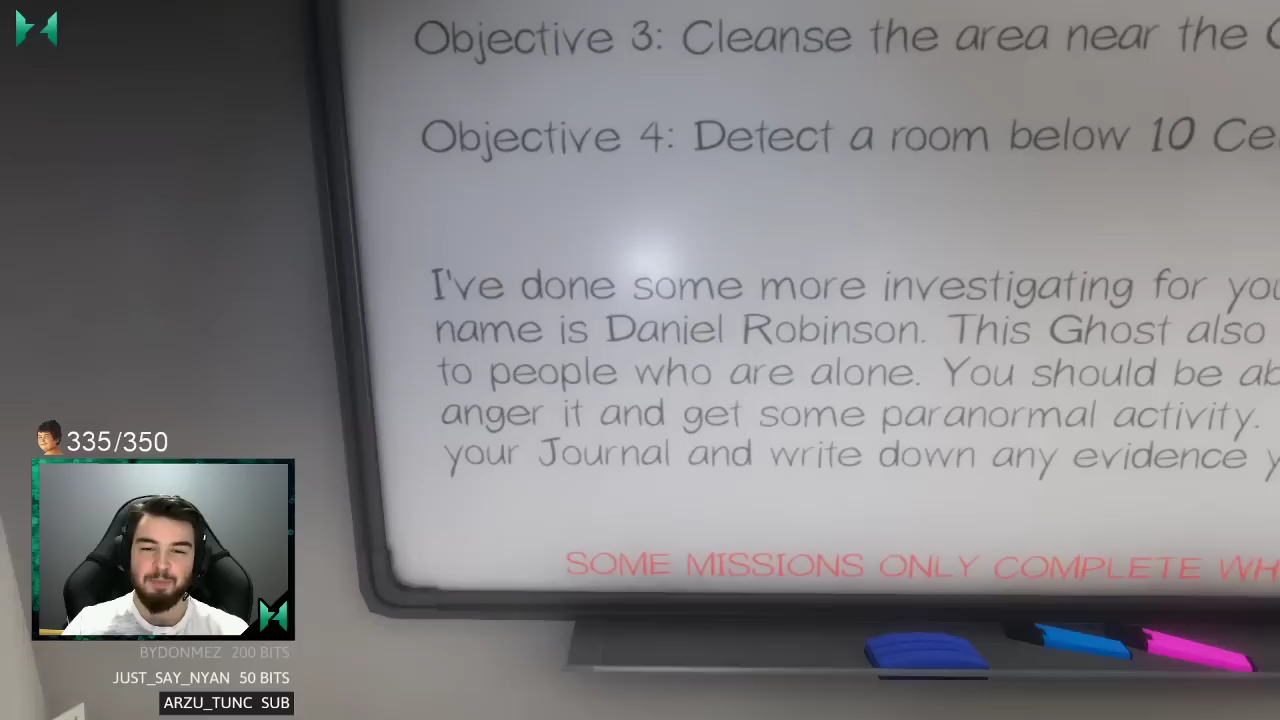 Objective 3: Cleanse the area near the
Objective 4: Detect a room below 10
I've done some more investigating for
name is Daniel Robinson. This Ghost also
to people who are alone. You should be
anger it and get some paranormal activity.
your Journal and write down any evidence
SOME MISSIONS ONLY COMPLETE
335/350
BYDONMEZ 200 BITS
JUST_SAY_NYAN 50 BITS
ARZU_TUNC SUB